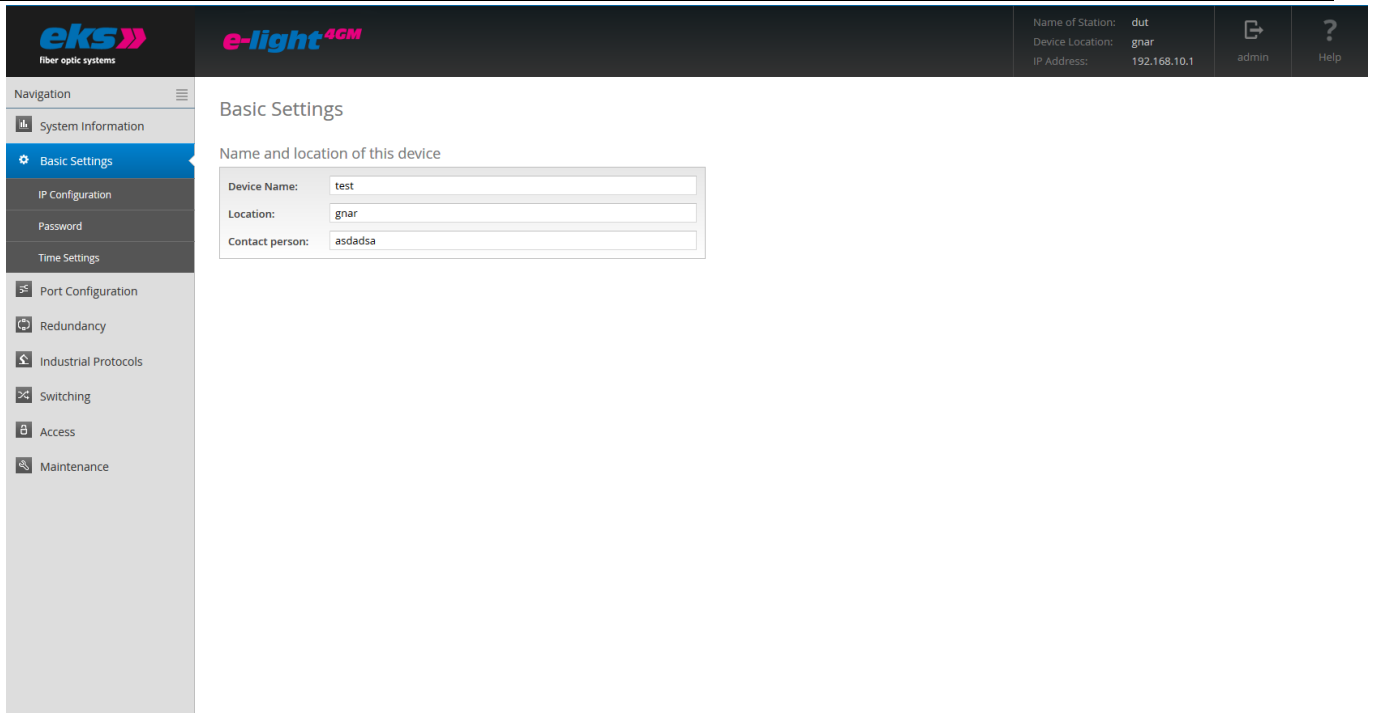 eks
fiber optic systems
e-light4GM
Name of Station: dut
Device Location: gnar
IP Address: 192.168.10.1
admin
Help
Navigation
System Information
Basic Settings
IP Configuration
Password
Time Settings
Port Configuration
Redundancy
Industrial Protocols
Switching
Access
Maintenance
Basic Settings
Name and location of this device
Device Name: test
Location: gnar
Contact person: asdadsa